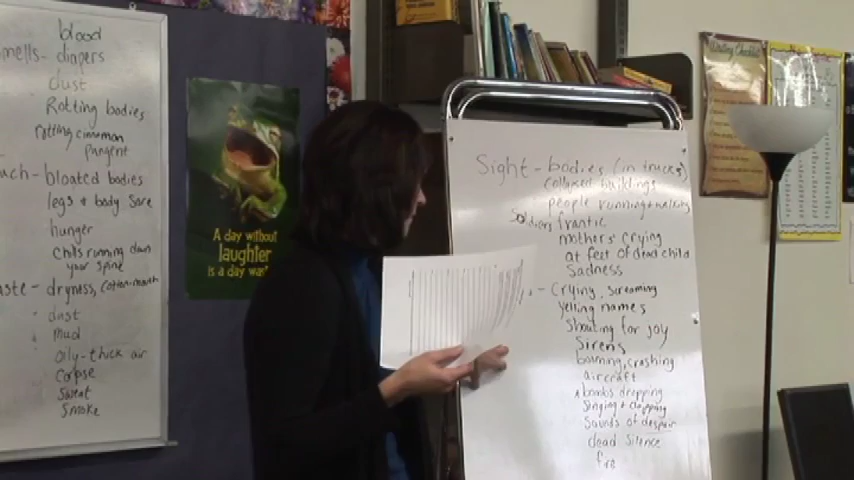 blood
mells- diapers
dust
Rotting bodies
rotting cinnamon
pungent
uch- bloated bodies
legs & body sore
hunger
chills running down
your spine
aste- dryness, cotton-mouth
dust
mud
oily-thick air
corpse
sweat
smoke
A day without
laughter
is a day was
Sight- bodies (in trucks)
collapsed buildings
people running + walking
Soldiers frantic
mothers crying
at feet of dead child
Sadness
- Crying, screaming
yelling names
shouting for joy
Sirens
burning, crashing
aircraft
bombs dropping
singing + clapping
sounds of despair
dead silence
fire
Writing Checklist